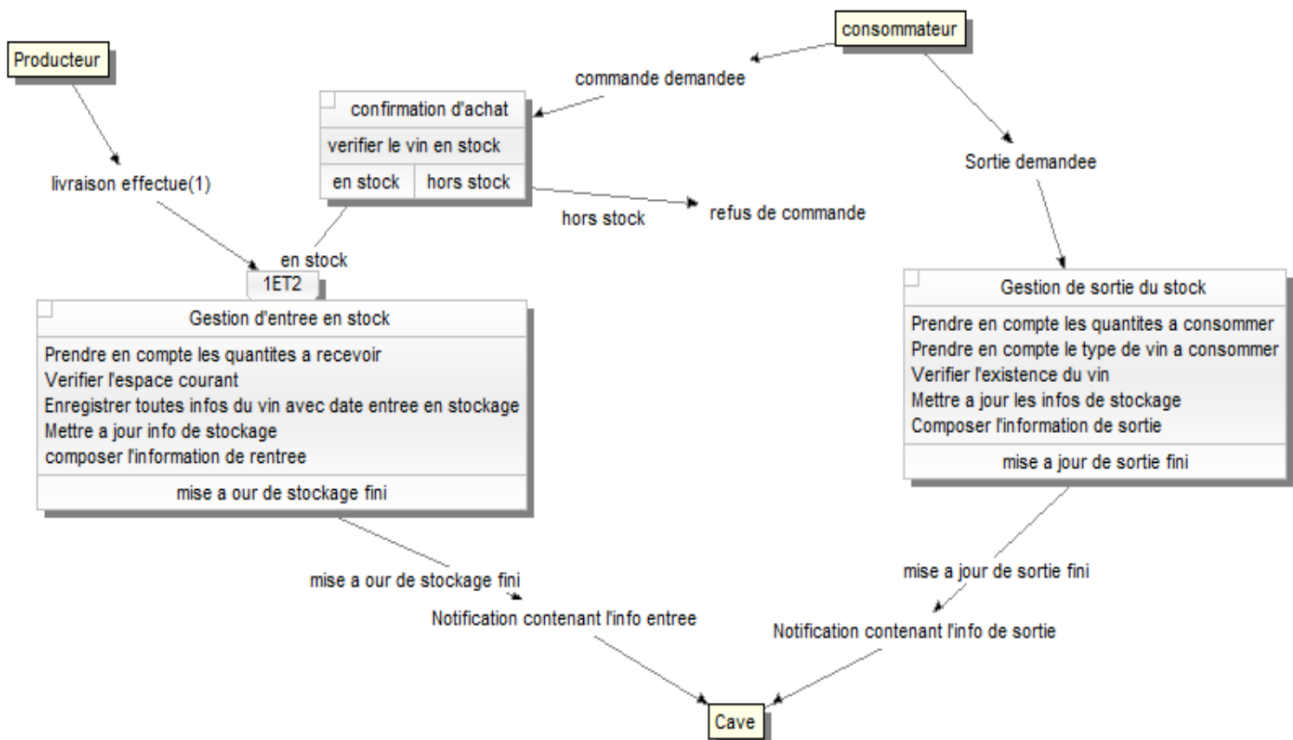 consommateur
Producteur
commande demandee
confirmation d'achat
verifier le vin en stock
en stock
hors stock
Sortie demandee
livraison effectue(1)
hors stock
refus de commande
en stock
1ET2
Gestion d'entree en stock
Prendre en compte les quantites a recevoir
Verifier l'espace courant
Enregistrer toutes infos du vin avec date entree en stockage
Mettre a jour info de stockage
composer l'information de rentree
mise a our de stockage fini
Gestion de sortie du stock
Prendre en compte les quantites a consommer
Prendre en compte le type de vin a consommer
Verifier l'existence du vin
Mettre a jour les infos de stockage
Composer l'information de sortie
mise a jour de sortie fini
mise a our de stockage fini
mise a jour de sortie fini
Notification contenant l'info entree
Notification contenant l'info de sortie
Cave